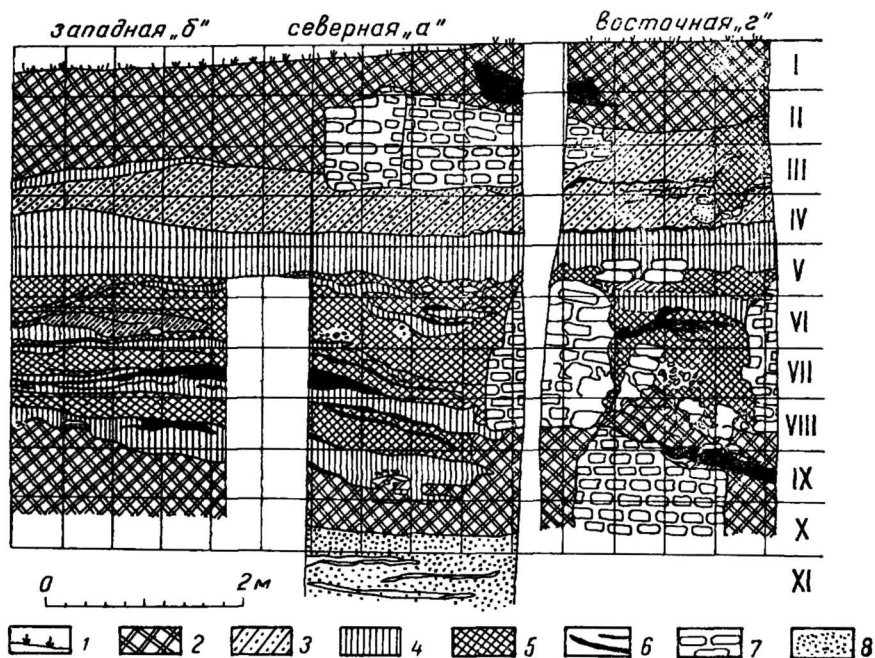 западная „б" северная „а" восточная „г"
I
II
III
IV
V
VI
VII
VIII
IX
X
XI
0 2 м
1 2 3 4 5 6 7 8